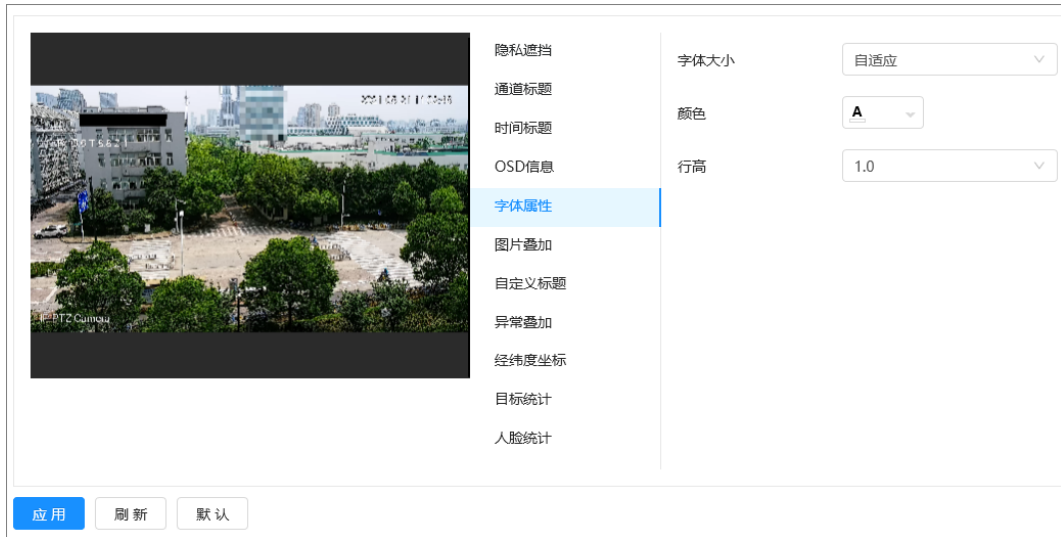 隐私遮挡
通道标题
时间标题
OSD信息
字体属性
图片叠加
自定义标题
异常叠加
经纬度坐标
目标统计
人脸统计
字体大小
自适应
颜色
A
行高
1.0
IP PTZ Camera
应用
刷新
默认